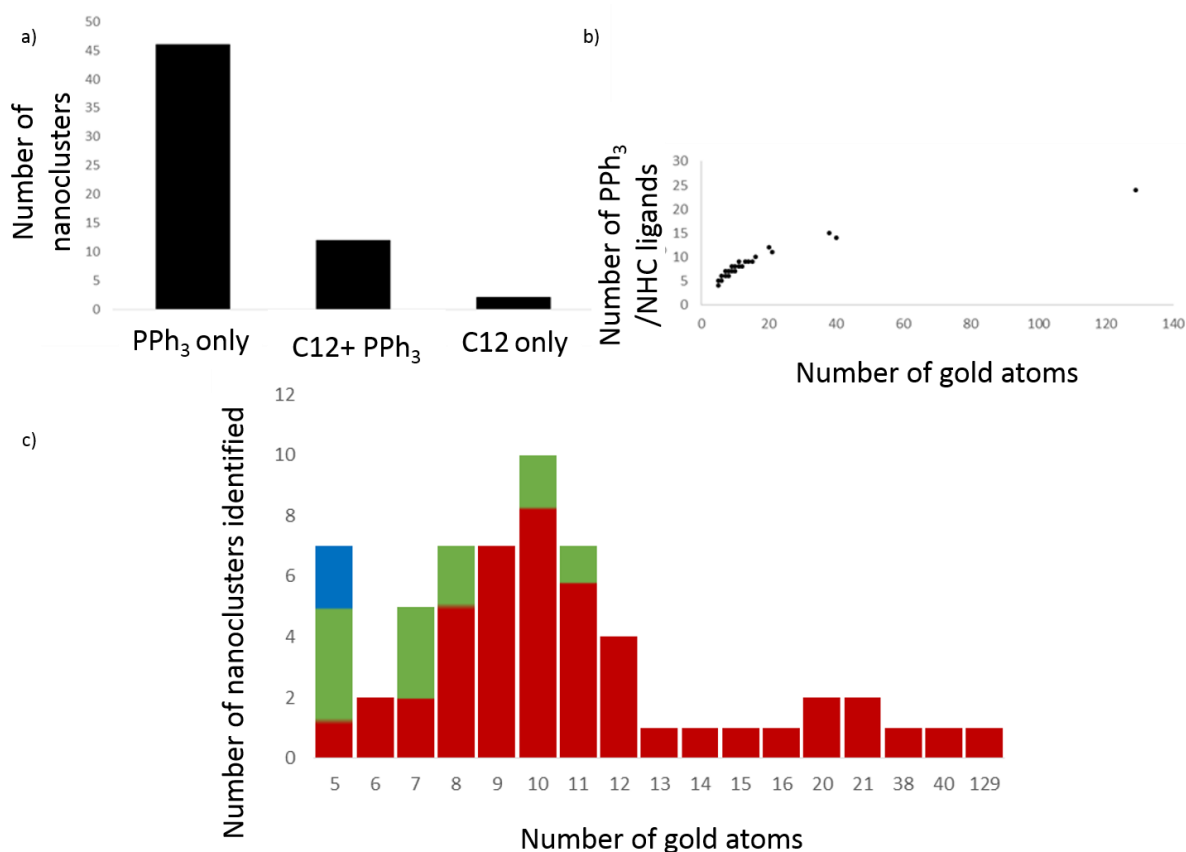 a)
Number of
nanoclusters
50
45
40
35
30
25
20
15
10
5
0
PPh₃ only
C12+ PPh₃
C12 only
b)
Number of PPh₃
/NHC ligands
30
25
20
15
10
5
0
0 20 40 60 80 100 120 140
Number of gold atoms
c)
Number of nanoclusters identified
12
10
8
6
4
2
0
5 6 7 8 9 10 11 12 13 14 15 16 20 21 38 40 129
Number of gold atoms